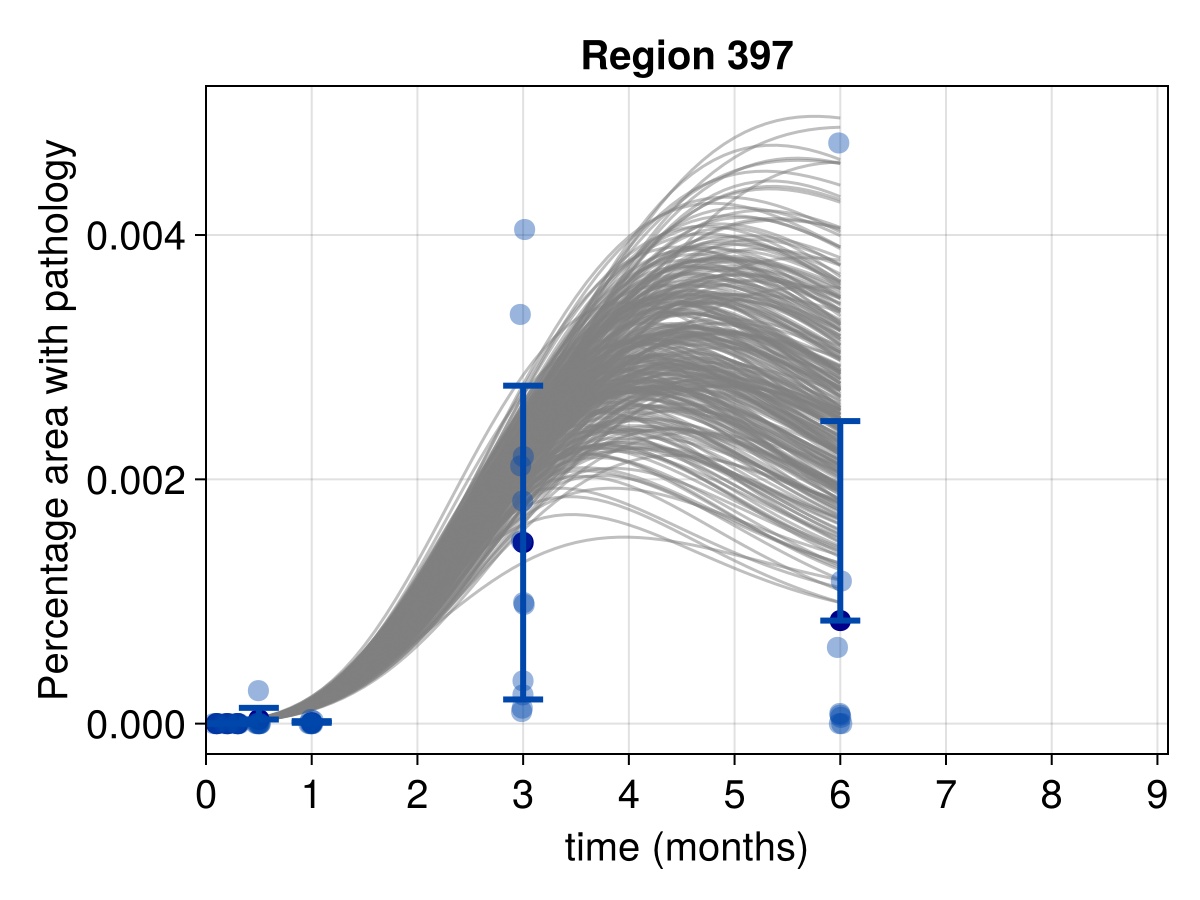 Region 397
Percentage area with pathology
0.004
0.002
0.000
0 1 2 3 4 5 6 7 8 9
time (months)